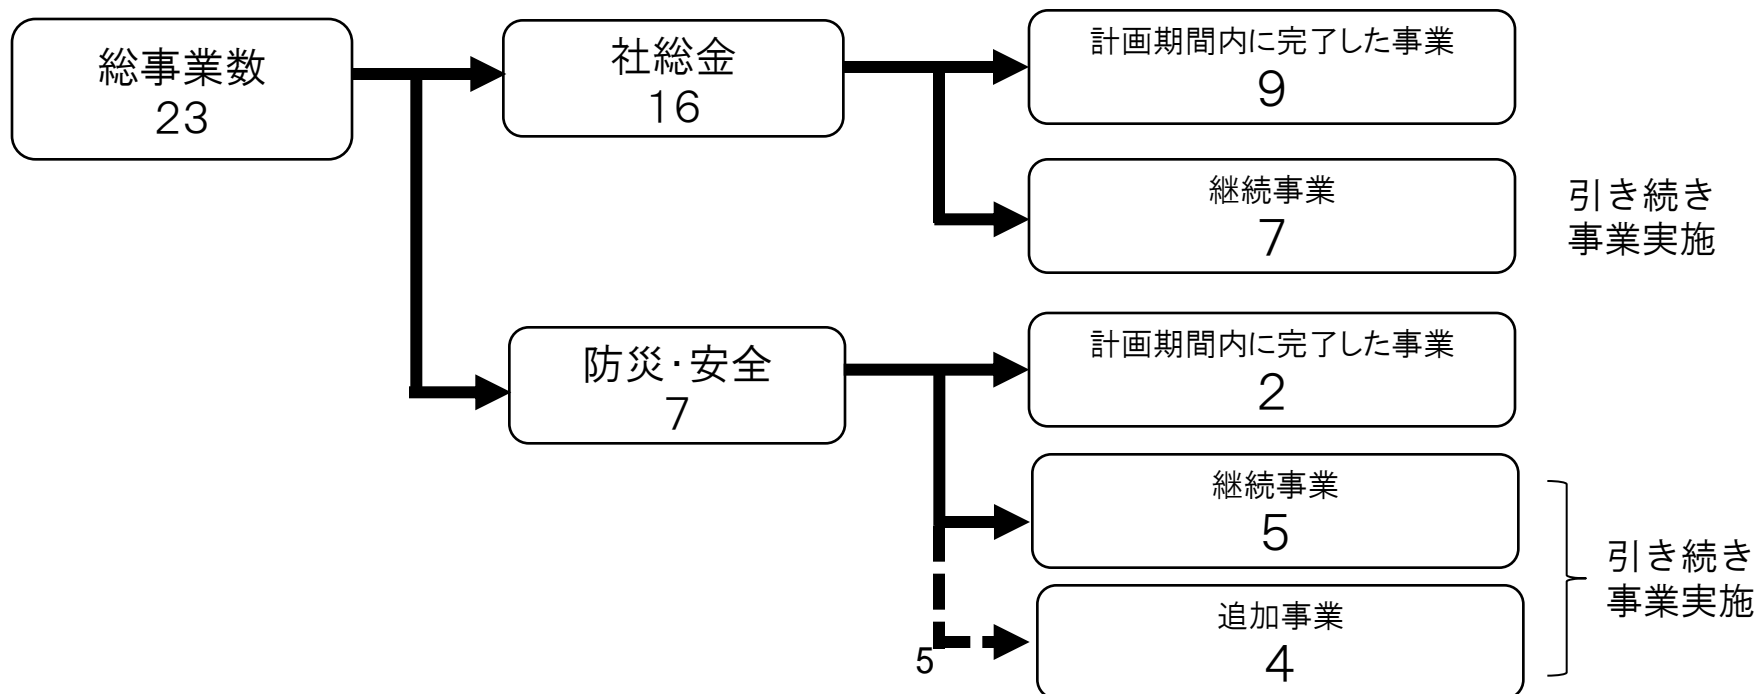 総事業数
23
社総金
16
計画期間内に完了した事業
9
継続事業
7
引き続き
事業実施
防災・安全
7
計画期間内に完了した事業
2
継続事業
5
追加事業
4
引き続き
事業実施
5